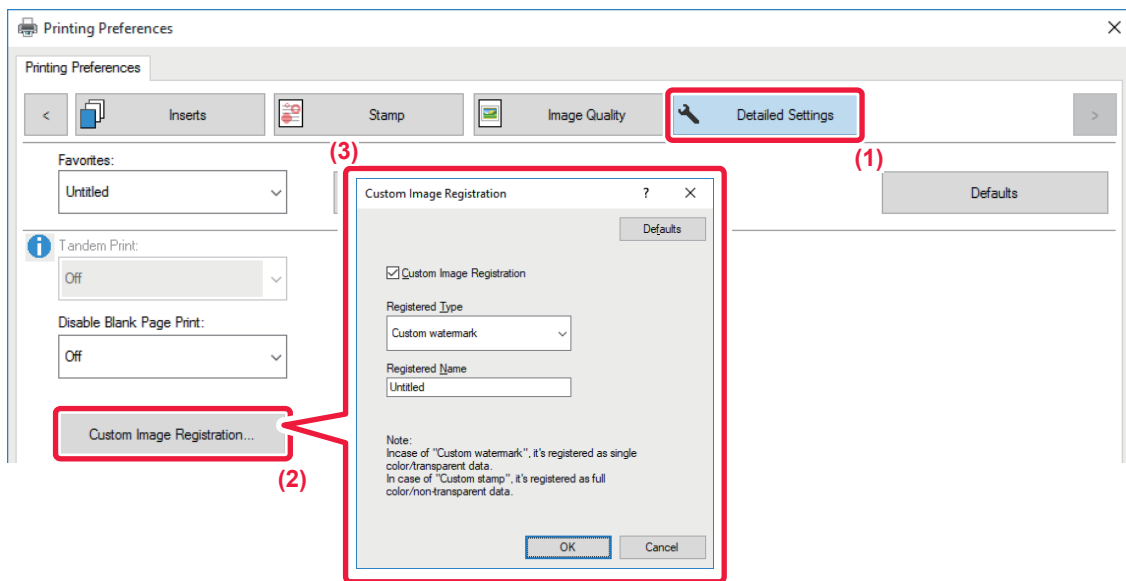 Printing Preferences
Printing Preferences
< Inserts Stamp Image Quality Detailed Settings >
(1)
Favorites:
Untitled
Defaults
Tandem Print:
Off
Disable Blank Page Print:
Off
Custom Image Registration...
(2)
(3)
Custom Image Registration ?
Defaults
Custom Image Registration
Registered Type
Custom watermark
Registered Name
Untitled
Note:
Incase of "Custom watermark", it's registered as single
color/transparent data.
In case of "Custom stamp", it's registered as full
color/non-transparent data.
OK Cancel